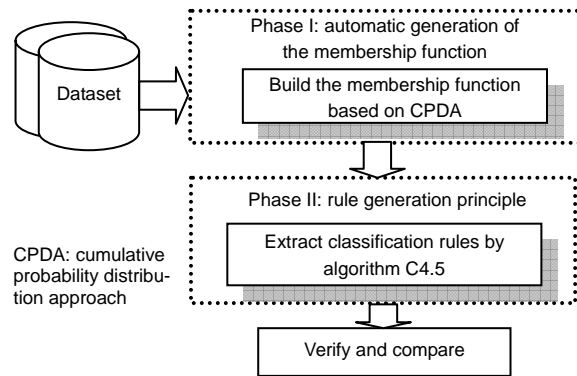 Phase I: automatic generation of
the membership function
Dataset
Build the membership function
based on CPDA
Phase II: rule generation principle
Extract classification rules by
algorithm C4.5
CPDA: cumulative
probability distribu-
tion approach
Verify and compare